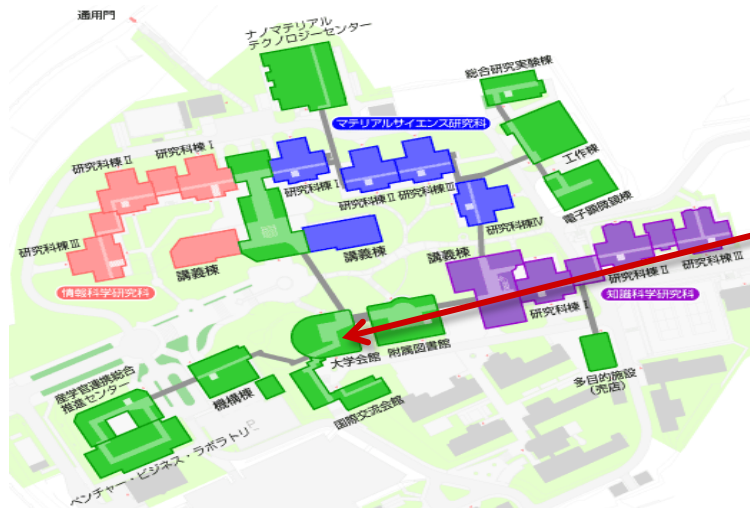 通用門
ナノマテリアル
テクノロジーセンター
総合研究実験棟
マテリアルサイエンス研究科
工作棟
研究科棟Ⅱ
研究科棟Ⅰ
研究科棟Ⅰ
研究科棟Ⅱ
研究科棟Ⅲ
研究科棟Ⅳ
電子顕微鏡棟
研究科棟Ⅲ
講義棟
講義棟
講義棟
情報科学研究科
研究科棟Ⅰ
研究科棟Ⅱ
研究科棟Ⅲ
知識科学研究科
大学会館
附属図書館
多目的施設
(売店)
産学官連携総合
推進センター
機構棟
国際交流会館
ベンチャー・ビジネス・ラボラトリー
P